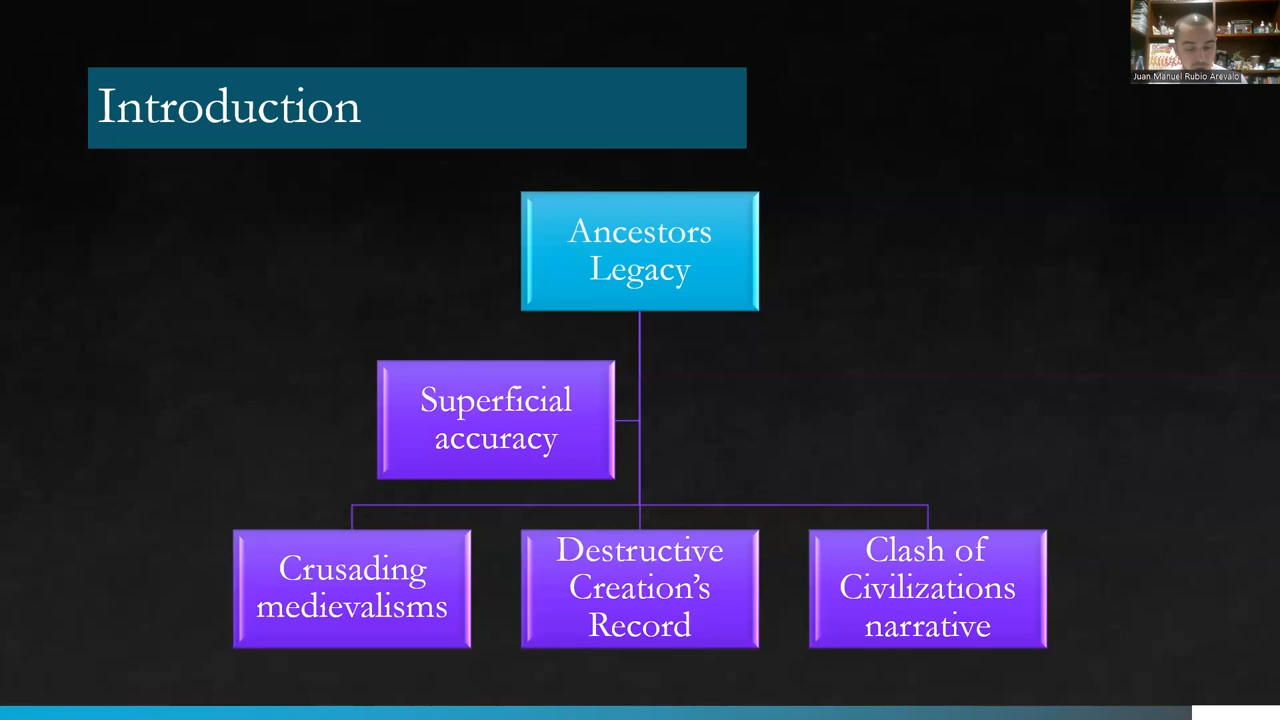 Juan Manuel Rubio Arevalo
Introduction
Ancestors
Legacy
Superficial
accuracy
Crusading
medievalisms
Destructive
Creation’s
Record
Clash of
Civilizations
narrative